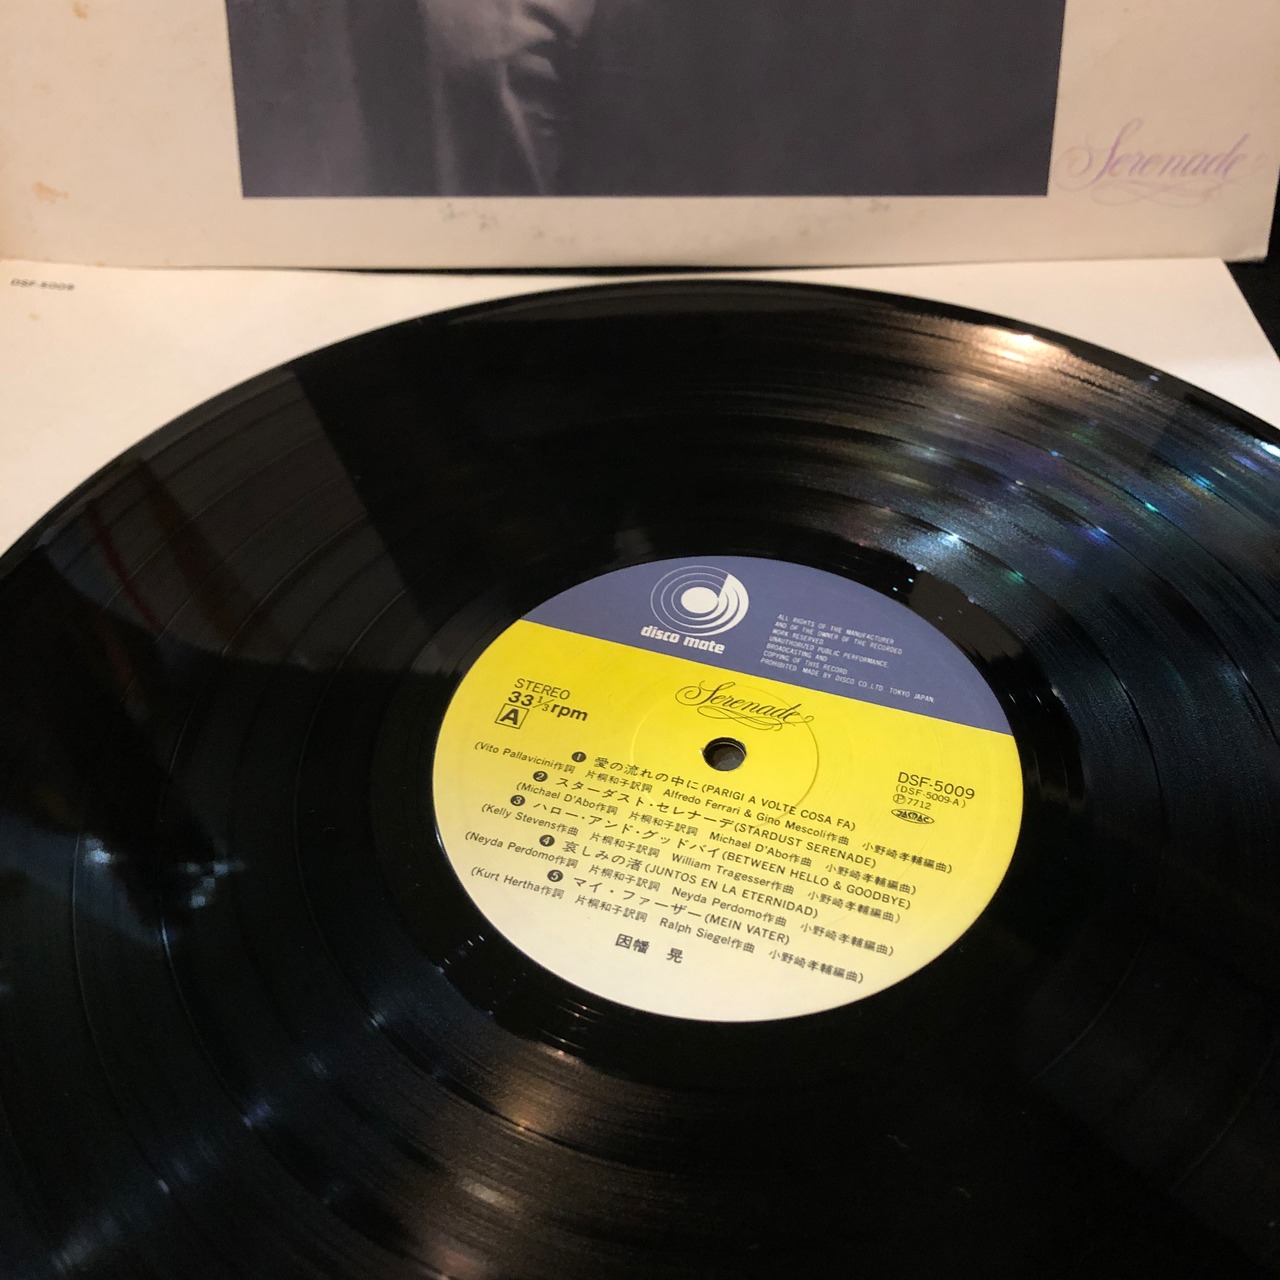 Serenade
DSF-5009
disco mate
ALL RIGHTS OF THE MANUFACTURER
AND OF THE OWNER OF THE RECORDED
WORK RESERVED
UNAUTHORIZED PUBLIC PERFORMANCE.
BROADCASTING AND
COPYING OF THIS RECORD
PROHIBITED MADE BY DISCO CO.LTD. TOKYO JAPAN.
Serenade
STEREO
33 1/3 rpm
A
DSF-5009
(DSF-5009-A)
Ⓟ7712
JASRAC
❶ 愛の流れの中に(PARIGI A VOLTE COSA FA)
(Vito Pallavicini作詞 片桐和子訳詞 Alfredo Ferrari & Gino Mescoli作曲 小野崎孝輔編曲)
❷ スターダスト・セレナーデ(STARDUST SERENADE)
(Michael D'Abo作詞 片桐和子訳詞 Michael D'Abo作曲 小野崎孝輔編曲)
❸ ハロー・アンド・グッドバイ(BETWEEN HELLO & GOODBYE)
(Kelly Stevens作曲 片桐和子訳詞 William Tragesser作曲 小野崎孝輔編曲)
❹ 哀しみの渚(JUNTOS EN LA ETERNIDAD)
(Neyda Perdomo作詞 片桐和子訳詞 Neyda Perdomo作曲 小野崎孝輔編曲)
❺ マイ・ファーザー(MEIN VATER)
(Kurt Hertha作詞 片桐和子訳詞 Ralph Siegel作曲 小野崎孝輔編曲)
因幡 晃